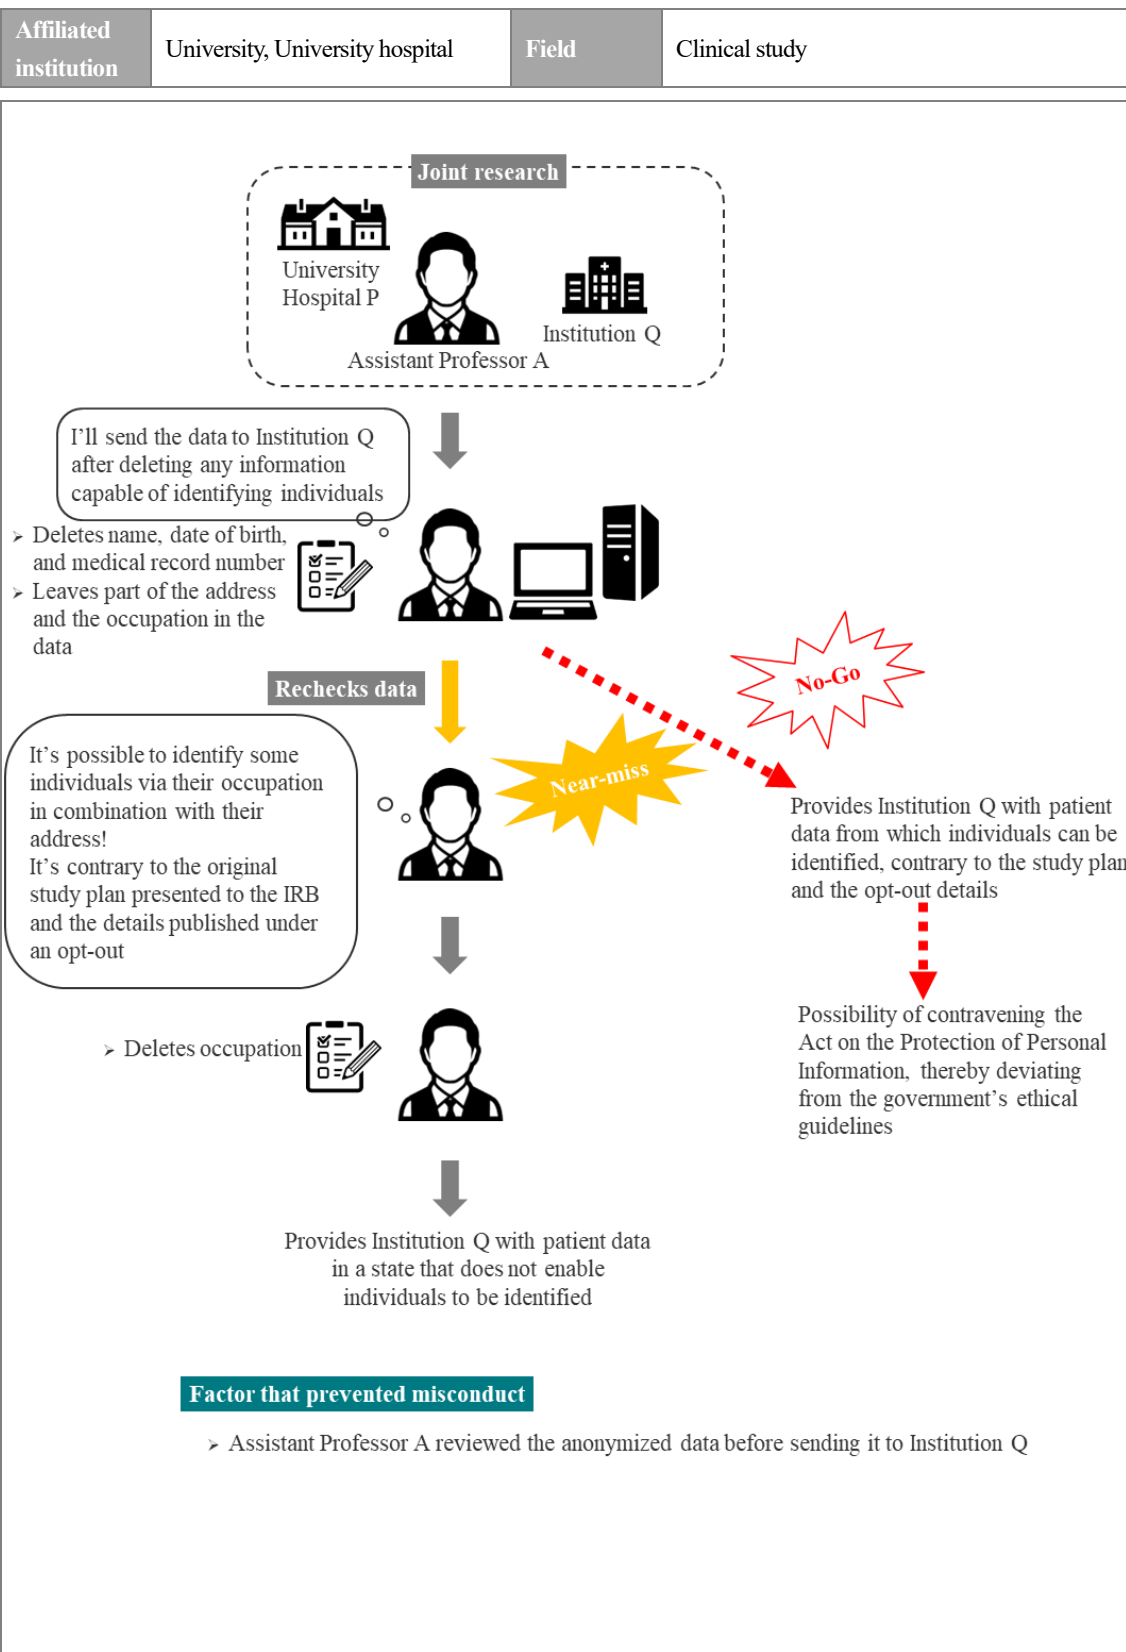 Affiliated
institution
University, University hospital
Field
Clinical study
Joint research
University
Hospital P
Institution Q
Assistant Professor A
I’ll send the data to Institution Q
after deleting any information
capable of identifying individuals
➢ Deletes name, date of birth,
and medical record number
➢ Leaves part of the address
and the occupation in the
data
No-Go
Rechecks data
Near-miss
It’s possible to identify some
individuals via their occupation
in combination with their
address!
It’s contrary to the original
study plan presented to the IRB
and the details published under
an opt-out
Provides Institution Q with patient
data from which individuals can be
identified, contrary to the study plan
and the opt-out details
➢ Deletes occupation
Possibility of contravening the
Act on the Protection of Personal
Information, thereby deviating
from the government’s ethical
guidelines
Provides Institution Q with patient data
in a state that does not enable
individuals to be identified
Factor that prevented misconduct
➢ Assistant Professor A reviewed the anonymized data before sending it to Institution Q